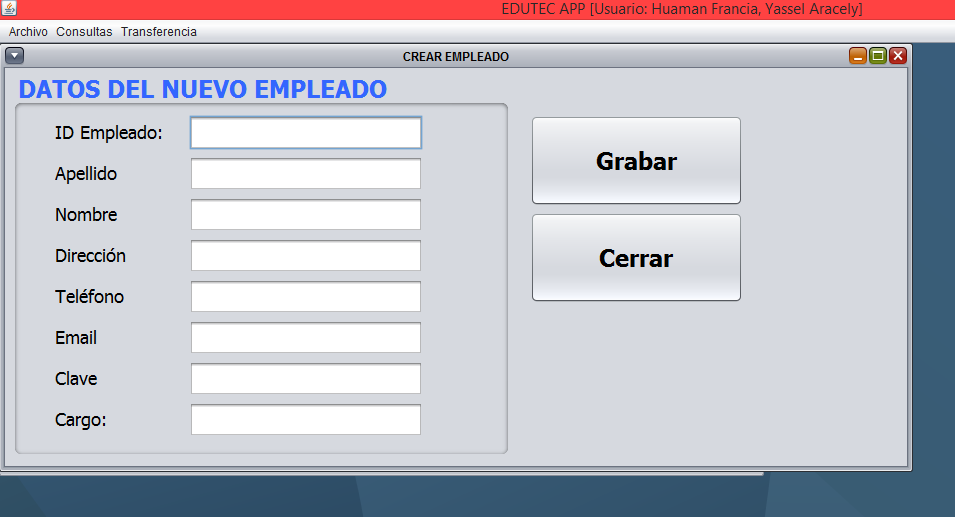 EDUTEC APP [Usuario: Huaman Francia, Yassel Aracely]
Archivo Consultas Transferencia
CREAR EMPLEADO
DATOS DEL NUEVO EMPLEADO
ID Empleado:
Apellido
Nombre
Dirección
Teléfono
Email
Clave
Cargo:
Grabar
Cerrar